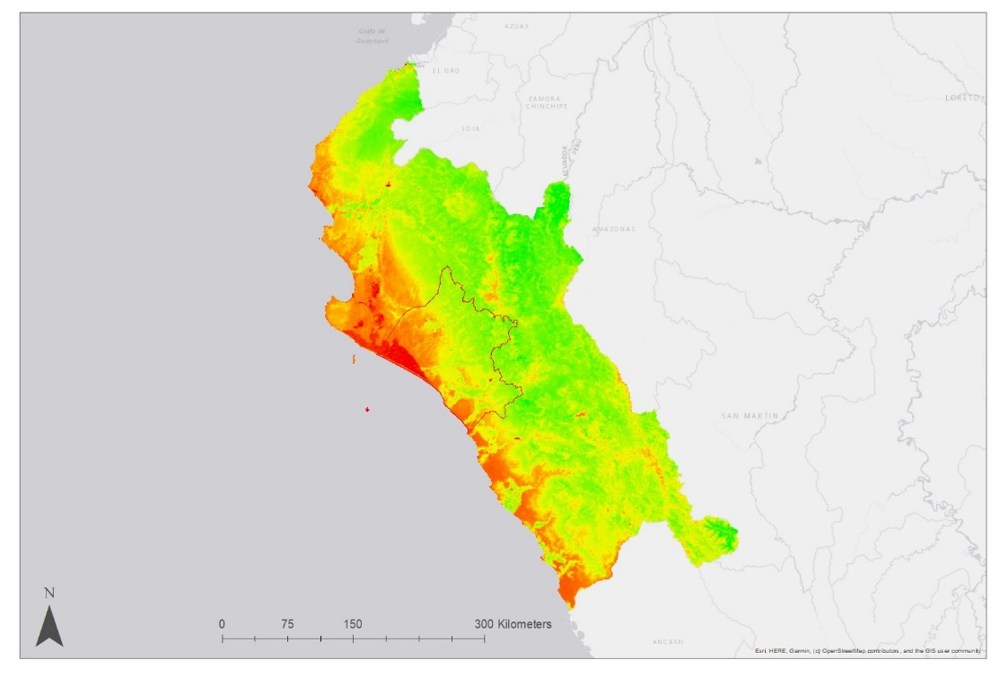 Golfo de
Guayaquil
AZUAY
EL ORO
ZAMORA-
CHINCHIPE
LORETO
LOJA
ECUADOR
PERÚ
AMAZONAS
SAN MARTIN
N
0 75 150 300 Kilometers
ANCASH
Esri, HERE, Garmin, (c) OpenStreetMap contributors, and the GIS user community